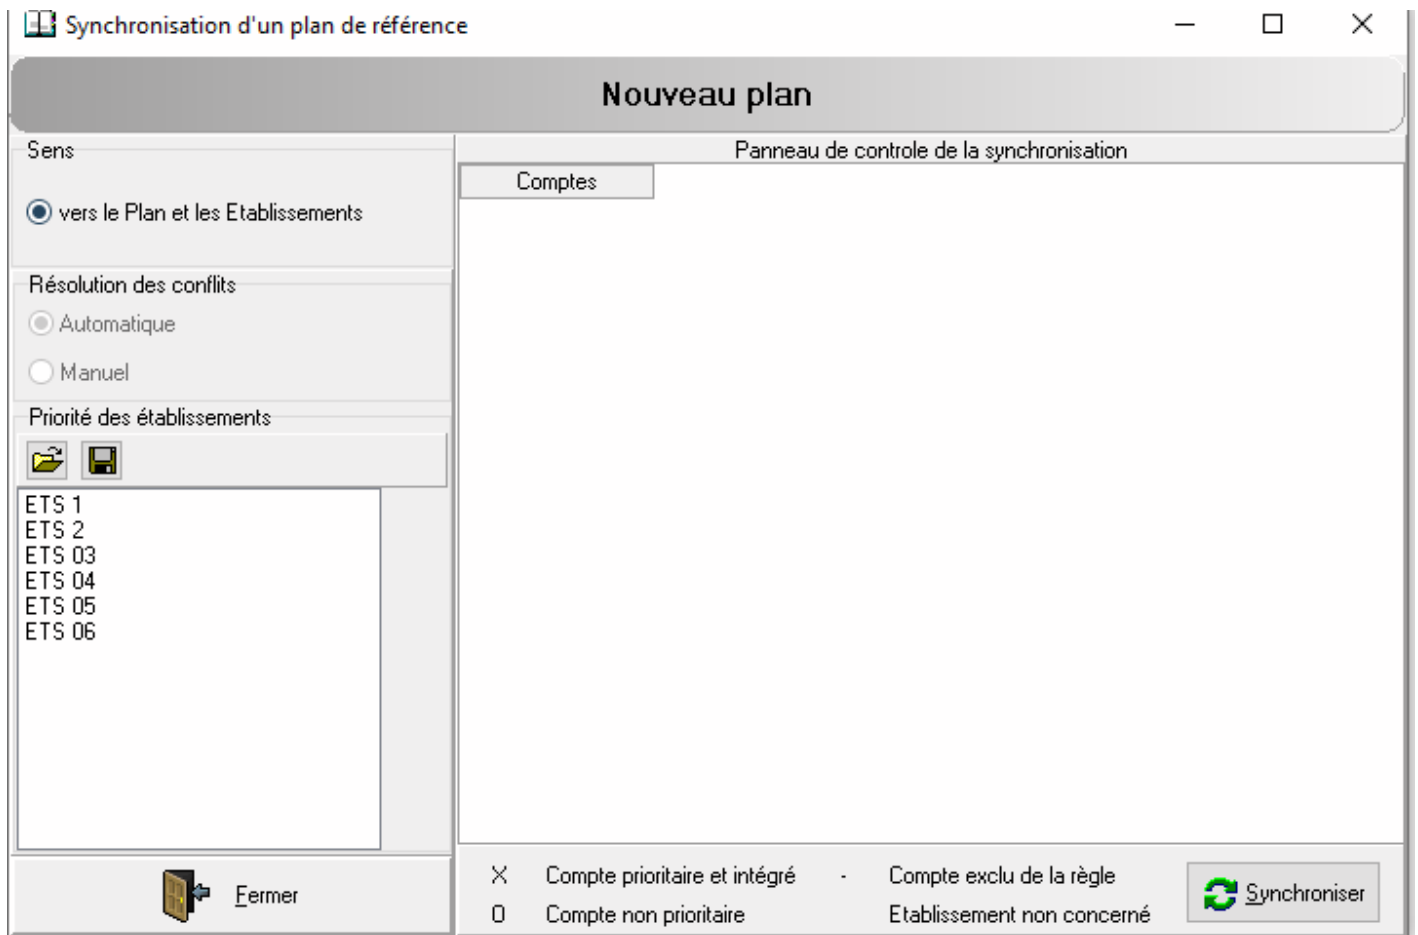 Synchronisation d'un plan de référence
Nouveau plan
Sens
vers le Plan et les Etablissements
Résolution des conflits
Automatique
Manuel
Priorité des établissements
ETS 1
ETS 2
ETS 03
ETS 04
ETS 05
ETS 06
Fermer
Panneau de controle de la synchronisation
Comptes
X Compte prioritaire et intégré - Compte exclu de la règle
O Compte non prioritaire Etablissement non concerné
Synchroniser